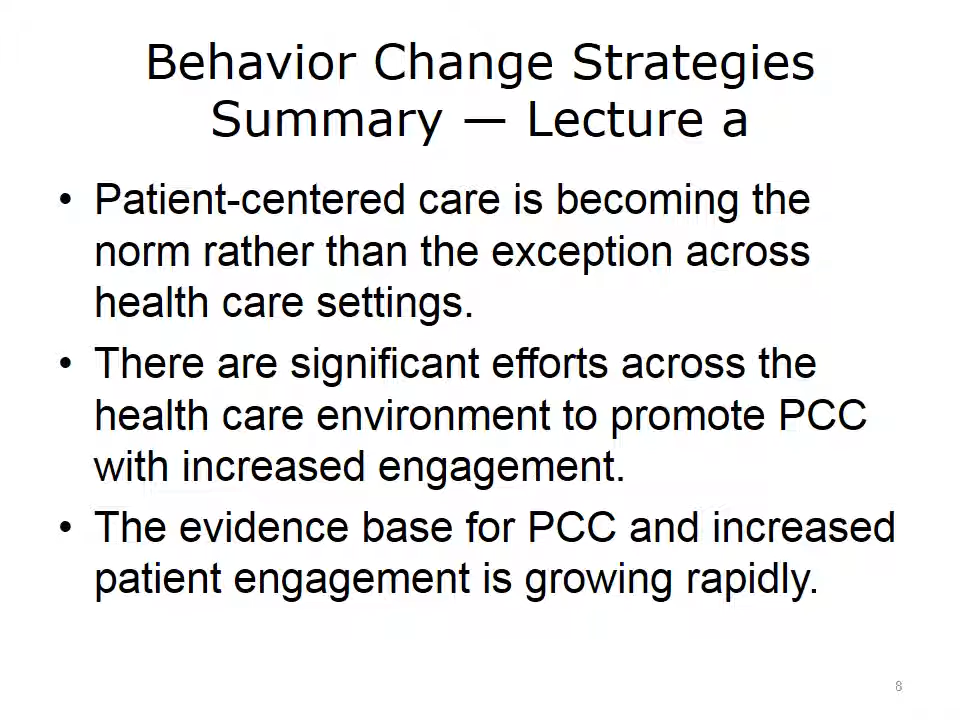 Behavior Change Strategies
Summary — Lecture a
• Patient-centered care is becoming the
norm rather than the exception across
health care settings.
• There are significant efforts across the
health care environment to promote PCC
with increased engagement.
• The evidence base for PCC and increased
patient engagement is growing rapidly.
8